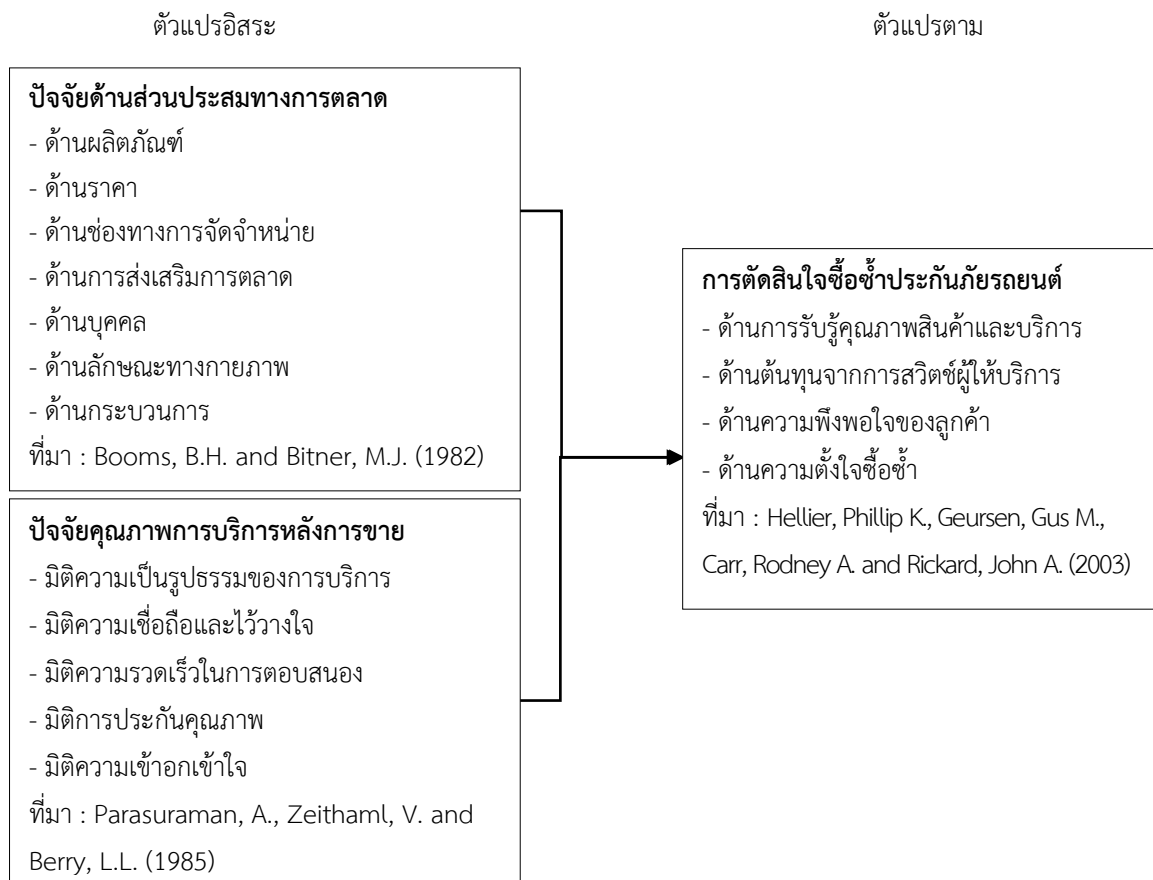 ตัวแปรอิสระ
ตัวแปรตาม
ปัจจัยด้านส่วนประสมทางการตลาด
- ด้านผลิตภัณฑ์
- ด้านราคา
- ด้านช่องทางการจัดจำหน่าย
- ด้านการส่งเสริมการตลาด
- ด้านบุคคล
- ด้านลักษณะทางกายภาพ
- ด้านกระบวนการ
ที่มา : Booms, B.H. and Bitner, M.J. (1982)
ปัจจัยคุณภาพการบริการหลังการขาย
- มิติความเป็นรูปธรรมของการบริการ
- มิติความเชื่อถือและไว้วางใจ
- มิติความรวดเร็วในการตอบสนอง
- มิติการประกันคุณภาพ
- มิติความเข้าอกเข้าใจ
ที่มา : Parasuraman, A., Zeithaml, V. and
Berry, L.L. (1985)
การตัดสินใจซื้อซ้ำประกันภัยรถยนต์
- ด้านการรับรู้คุณภาพสินค้าและบริการ
- ด้านต้นทุนจากการสวิตช์ผู้ให้บริการ
- ด้านความพึงพอใจของลูกค้า
- ด้านความตั้งใจซื้อซ้ำ
ที่มา : Hellier, Phillip K., Geursen, Gus M.,
Carr, Rodney A. and Rickard, John A. (2003)